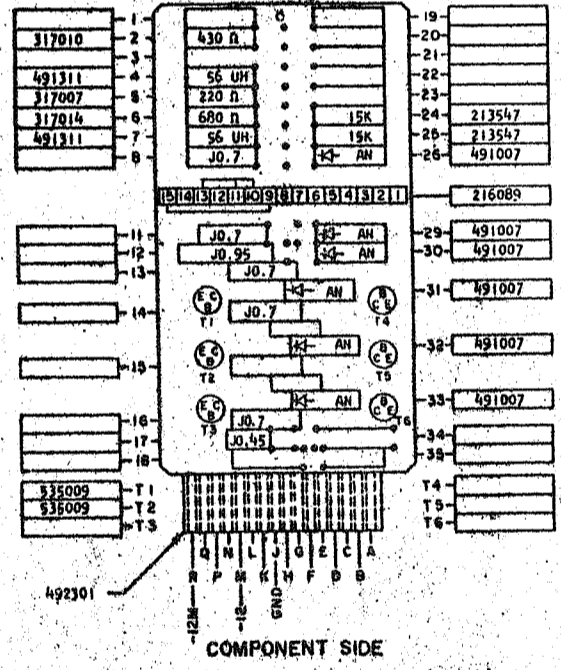 1 19
317010 2 430 Ω 20
3 21
491311 4 56 UH 22
317007 5 220 Ω 23
317014 6 680 Ω 15K 24 213547
491311 7 56 UH 15K 25 213547
8 J0.7 AN 26 491007
15 14 13 12 11 10 9 8 7 6 5 4 3 2 1 216089
11 J0.7 AN 29 491007
12 J0.95 AN 30 491007
13 J0.7
AN 31 491007
E C B T1 B C E T4
14 J0.7
AN 32 491007
E C B T2 B C E T5
15
AN 33 491007
E C B T3 B C E T6
16 J0.7
17 J0.45 34
18 35
535009 T1 T4
535009 T2 T5
T3 T6
R Q P N M L K J H G F E D C B A
492301 -12M -12 GND
COMPONENT SIDE